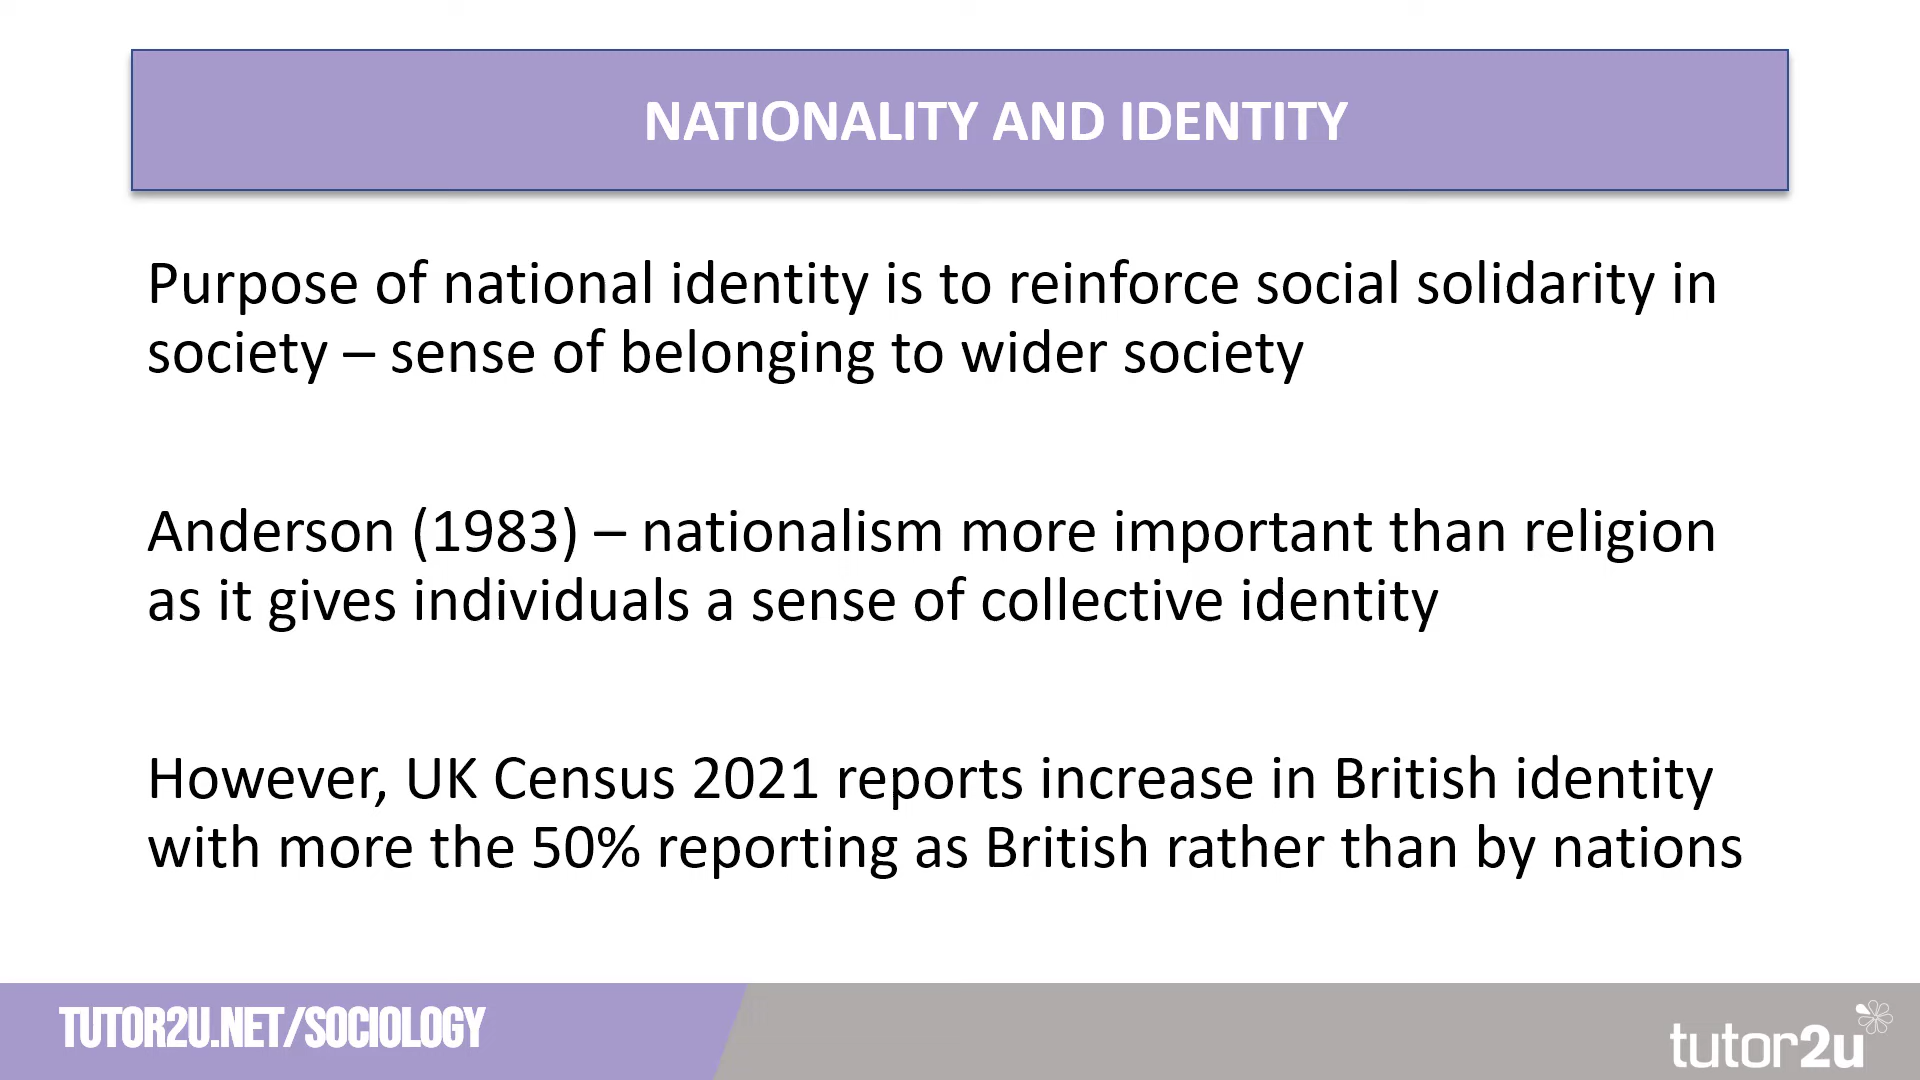 NATIONALITY AND IDENTITY
Purpose of national identity is to reinforce social solidarity in
society – sense of belonging to wider society
Anderson (1983) – nationalism more important than religion
as it gives individuals a sense of collective identity
However, UK Census 2021 reports increase in British identity
with more the 50% reporting as British rather than by nations
TUTOR2U.NET/SOCIOLOGY
tutor2u